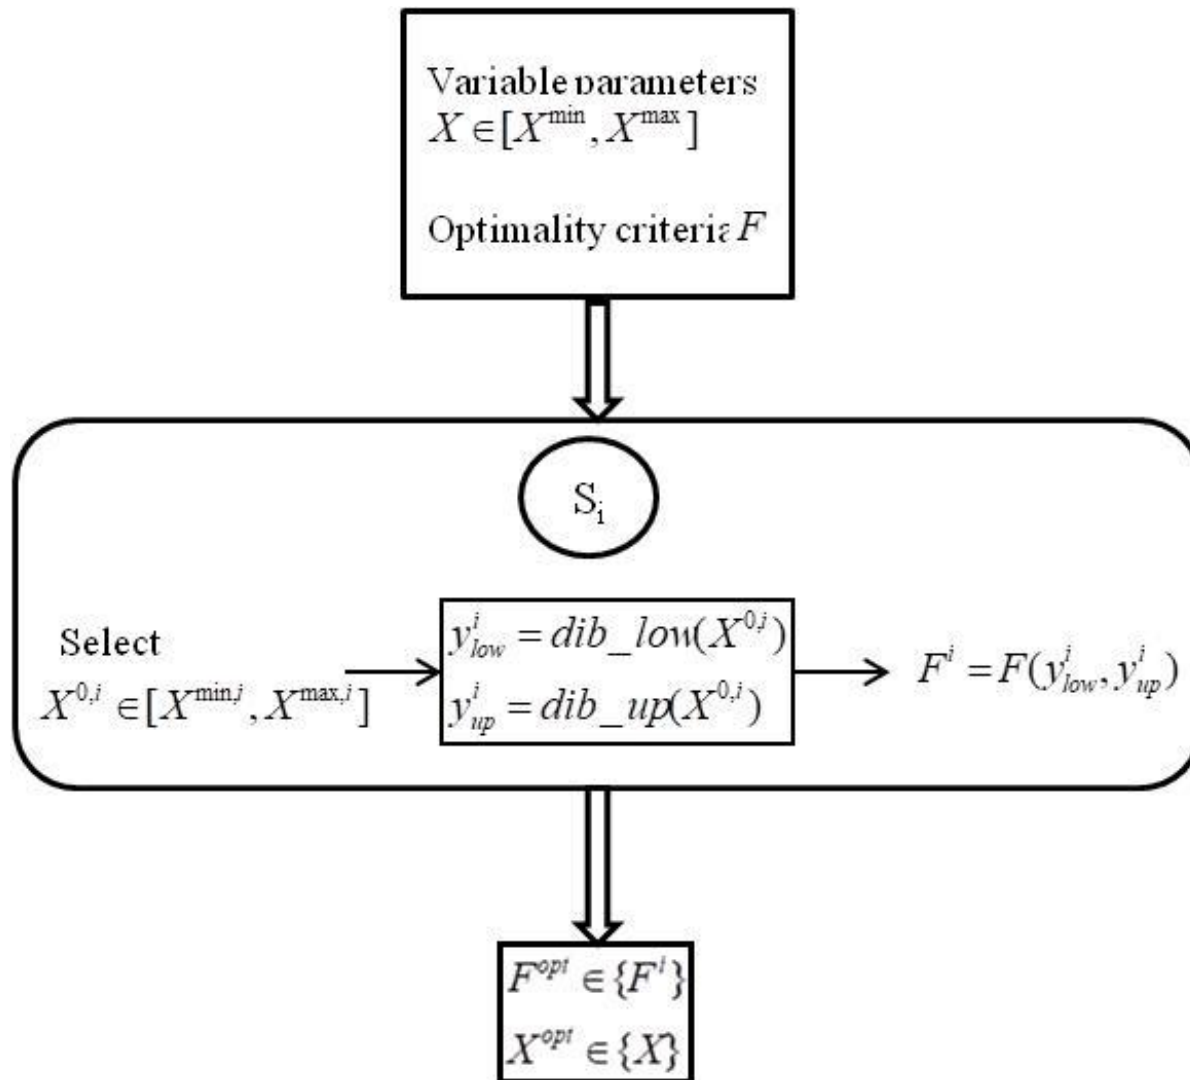 Variable parameters
X ∈[X^min , X^max ]
Optimality criteria F
S_i
Select
X^0,i ∈[X^min,i , X^max,i ]
y^i_low = dib_low(X^0,i )
y^i_up = dib_up(X^0,i )
F^i = F(y^i_low , y^i_up )
F^opt ∈{F^i}
X^opt ∈{X}